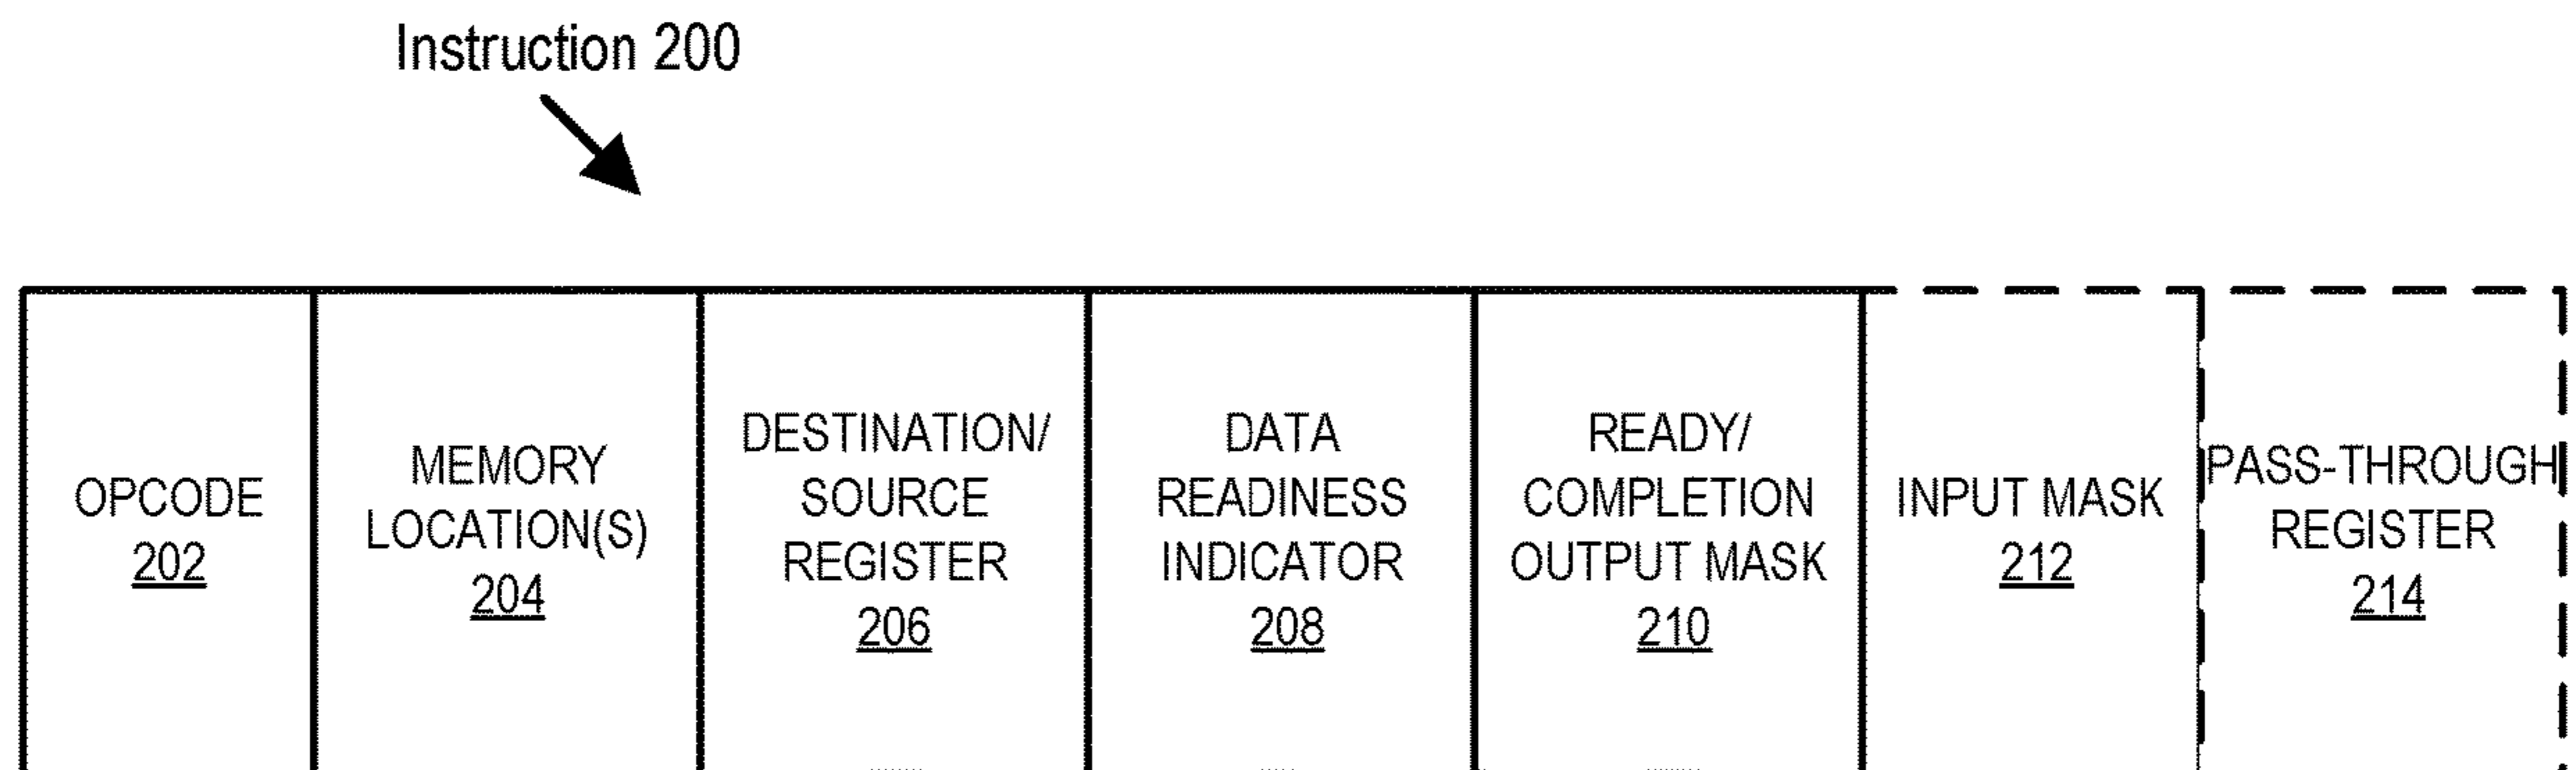 Instruction 200
OPCODE
202
MEMORY
LOCATION(S)
204
DESTINATION/
SOURCE
REGISTER
206
DATA
READINESS
INDICATOR
208
READY/
COMPLETION
OUTPUT MASK
210
INPUT MASK
212
PASS-THROUGH
REGISTER
214